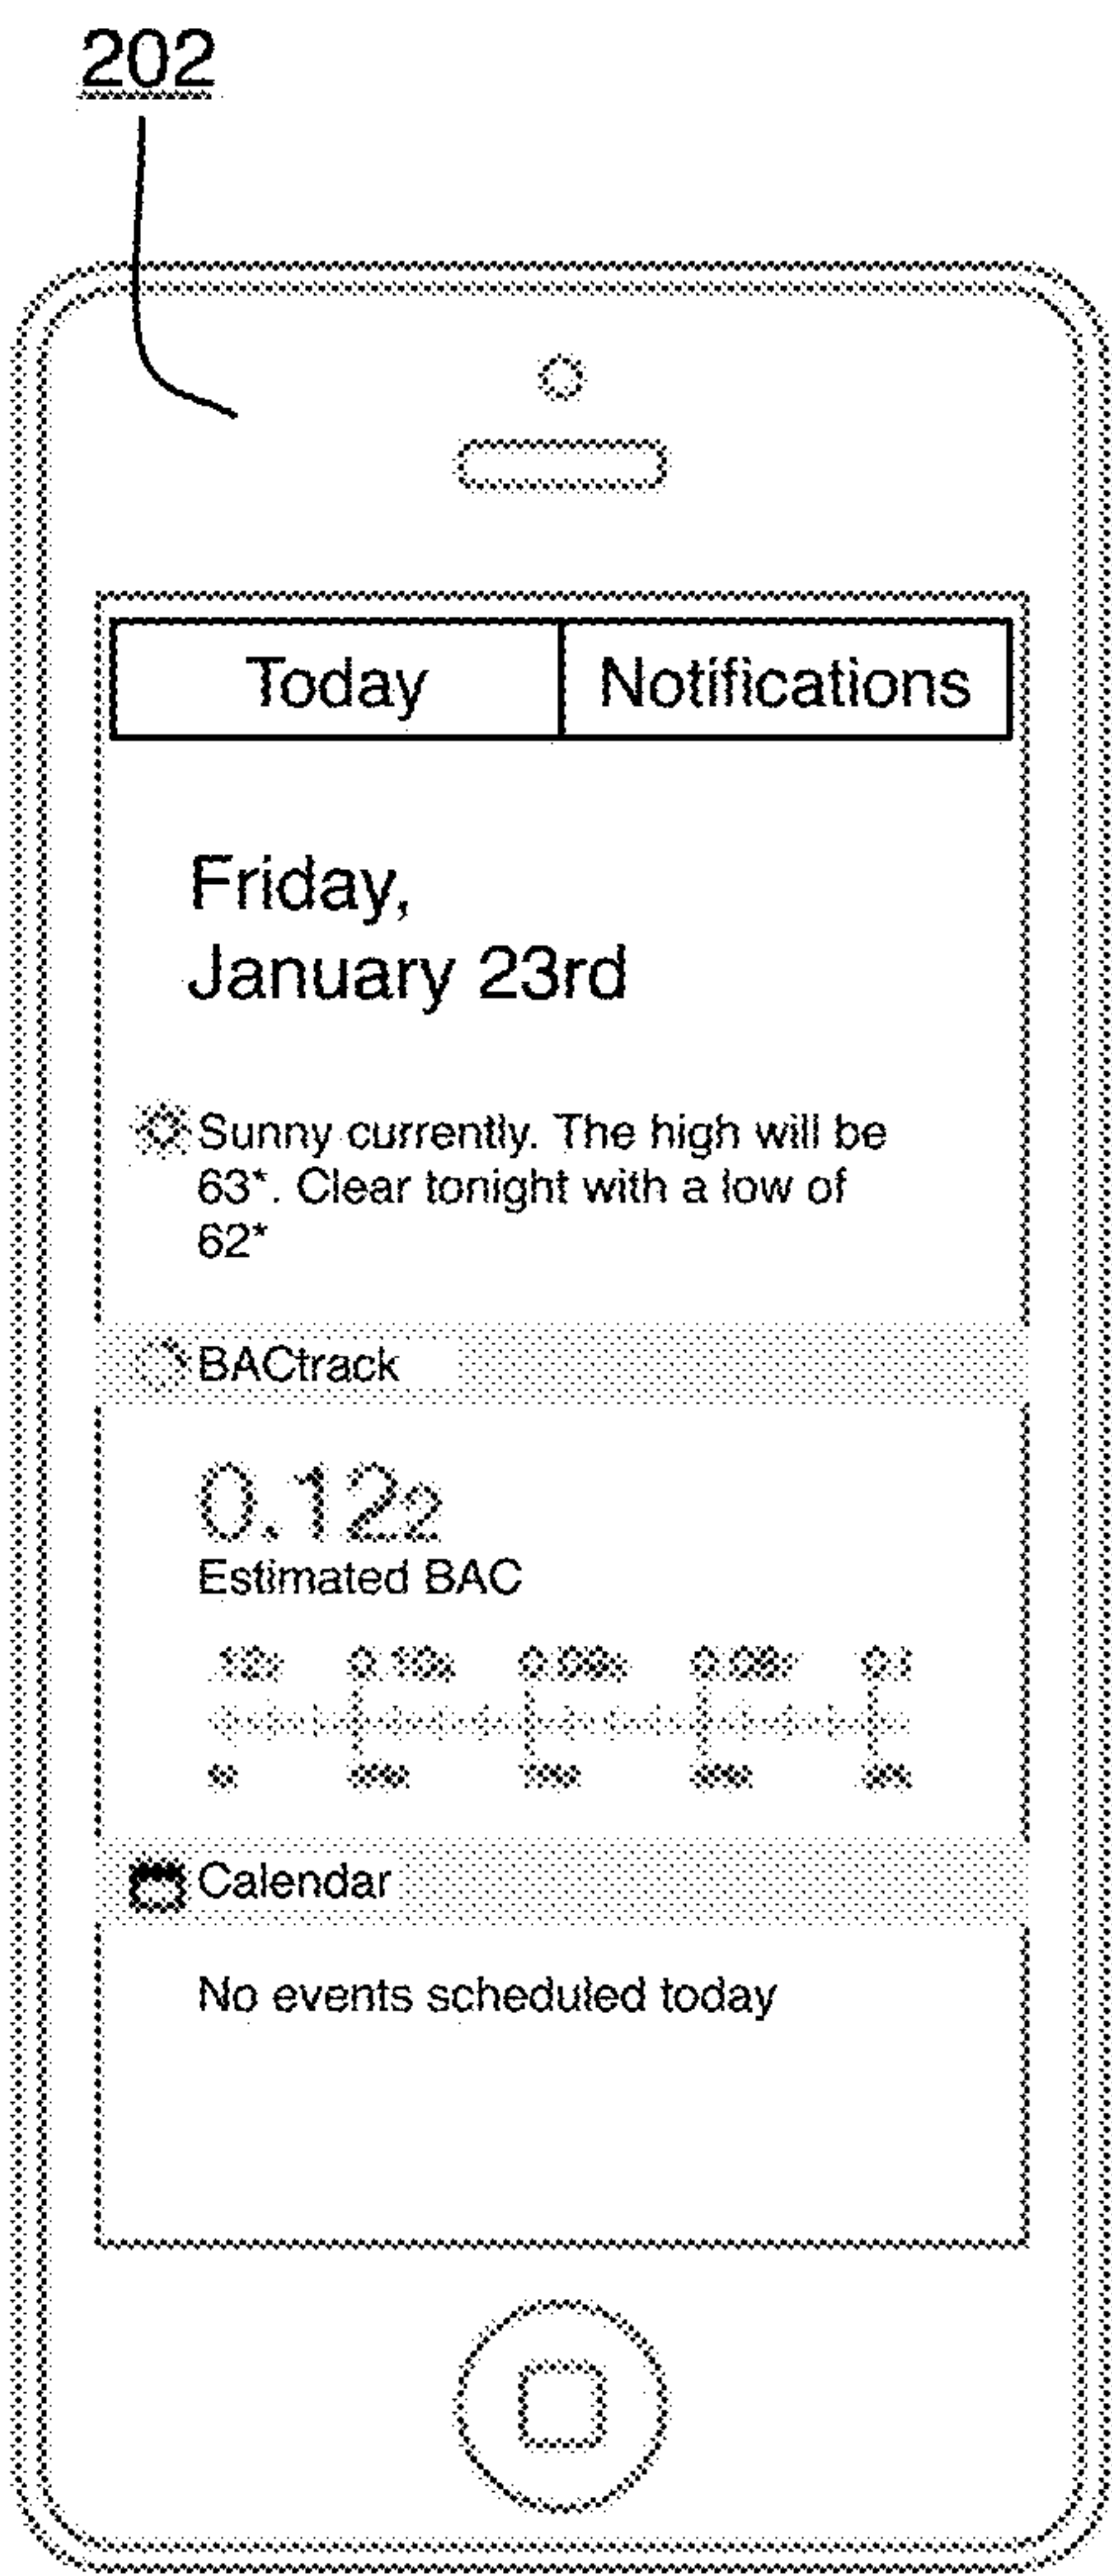 202
Today Notifications
Friday,
January 23rd
Sunny currently. The high will be
63*. Clear tonight with a low of
62*
BACtrack
0.122
Estimated BAC
Calendar
No events scheduled today